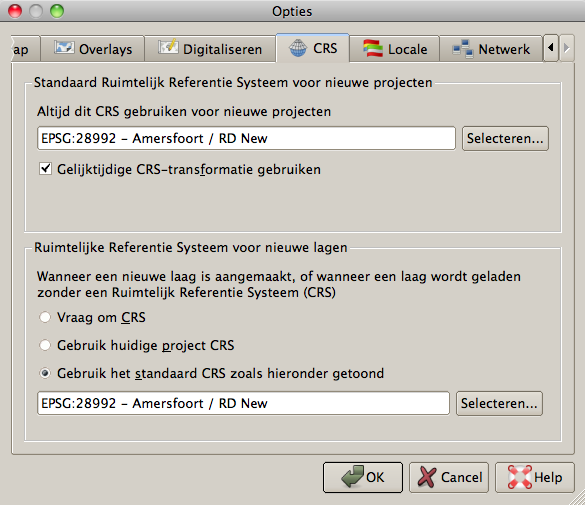 Opties
ap
Overlays
Digitaliseren
CRS
Locale
Netwerk
Standaard Ruimtelijk Referentie Systeem voor nieuwe projecten
Altijd dit CRS gebruiken voor nieuwe projecten
EPSG:28992 – Amersfoort / RD New
Selecteren...
Gelijktijdige CRS-transformatie gebruiken
Ruimtelijke Referentie Systeem voor nieuwe lagen
Wanneer een nieuwe laag is aangemaakt, of wanneer een laag wordt geladen
zonder een Ruimtelijk Referentie Systeem (CRS)
Vraag om CRS
Gebruik huidige project CRS
Gebruik het standaard CRS zoals hieronder getoond
EPSG:28992 – Amersfoort / RD New
Selecteren...
OK
Cancel
Help